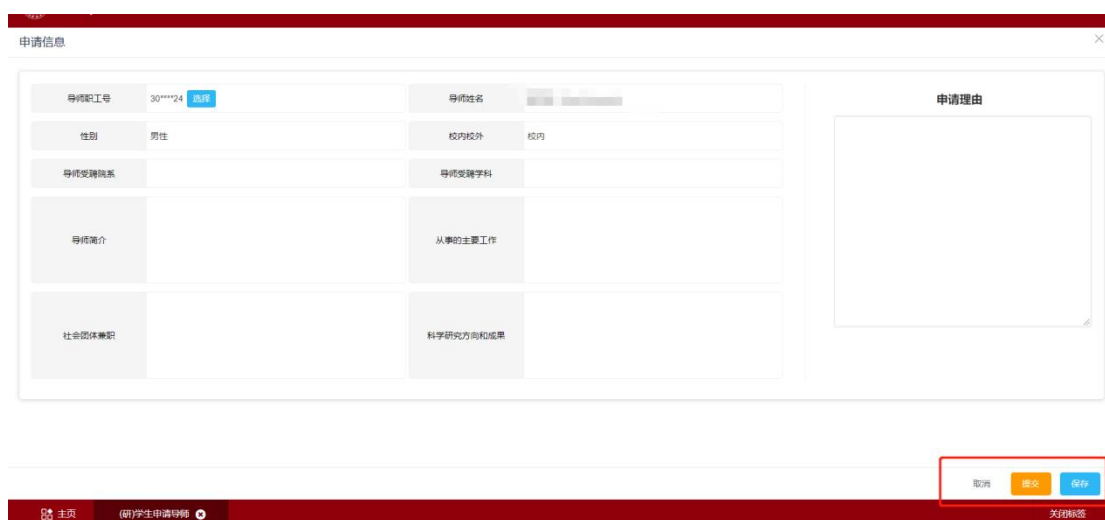 申请信息
导师职工号 30****24 选择 导师姓名
申请理由
性别 男性 校内校外 校内
导师受聘院系 导师受聘学科
导师简介 从事的主要工作
社会团体兼职 科学研究方向和成果
取消 提交 保存
主页 (研)学生申请导师 关闭标签